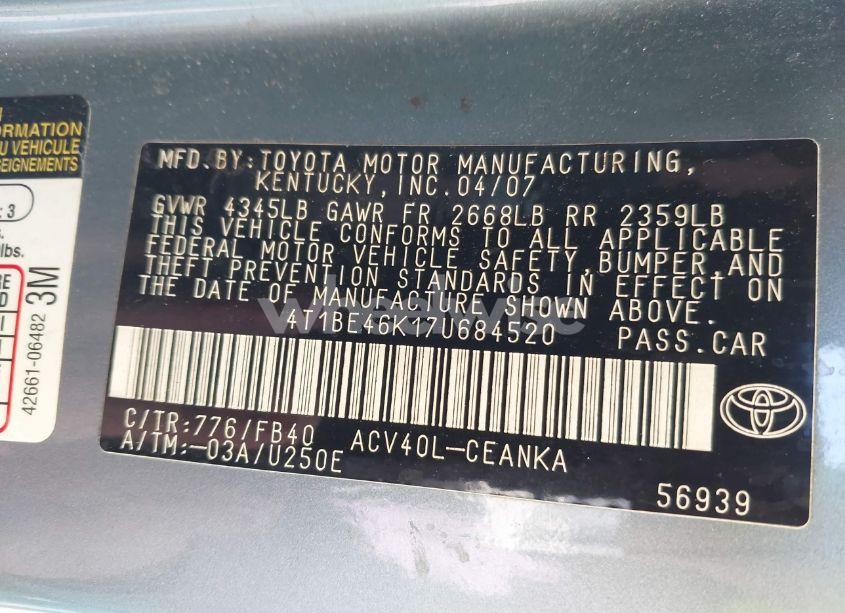 ORMATION
U VEHICULE
SEIGNEMENTS
: 3
lbs.
RE
D
42661-06482 3M
MFD.BY:TOYOTA MOTOR MANUFACTURING,
KENTUCKY,INC.04/07
GVWR 4345LB GAWR FR 2668LB RR 2359LB
THIS VEHICLE CONFORMS TO ALL APPLICABLE
FEDERAL MOTOR VEHICLE SAFETY,BUMPER,AND
THEFT PREVENTION STANDARDS IN EFFECT ON
THE DATE OF MANUFACTURE SHOWN ABOVE.
4T1BE46K17U684520 PASS.CAR
C/TR:776/FB40 ACV40L-CEANKA
A/TM:-03A/U250E
56939